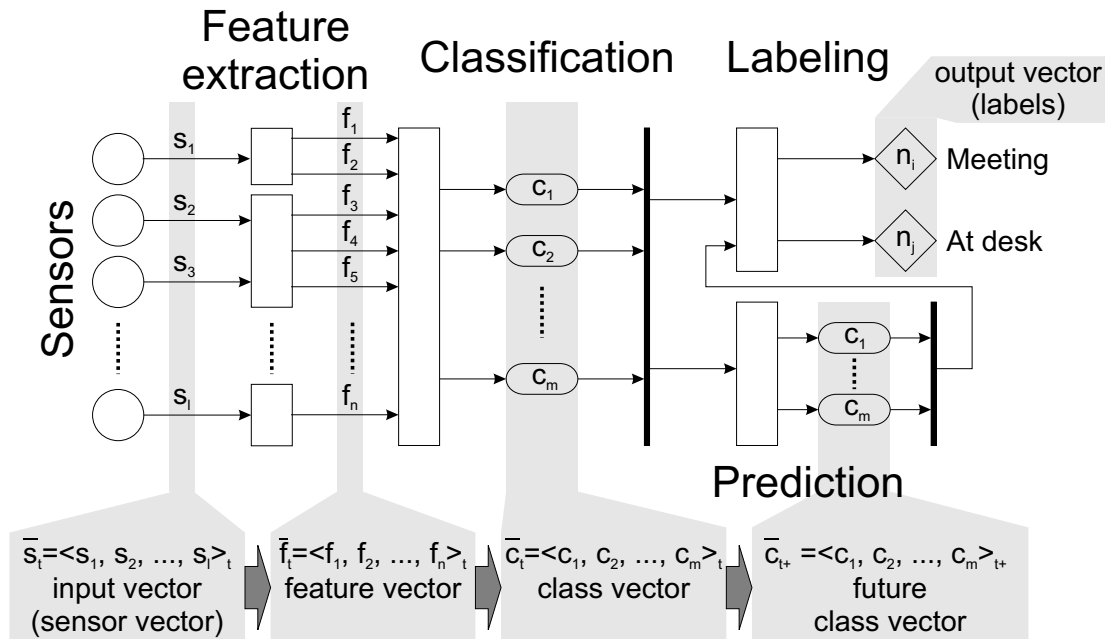 Feature
extraction
Classification
Labeling
output vector
(labels)
Sensors
s₁
s₂
s₃
sₗ
f₁
f₂
f₃
f₄
f₅
fₙ
c₁
c₂
cₘ
nᵢ
Meeting
nⱼ
At desk
c₁
cₘ
Prediction
s̅ₜ=<s₁, s₂, ..., sₗ>ₜ
input vector
(sensor vector)
f̅ₜ=<f₁, f₂, ..., fₙ>ₜ
feature vector
c̅ₜ=<c₁, c₂, ..., cₘ>ₜ
class vector
c̅ₜ₊ =<c₁, c₂, ..., cₘ>ₜ₊
future
class vector